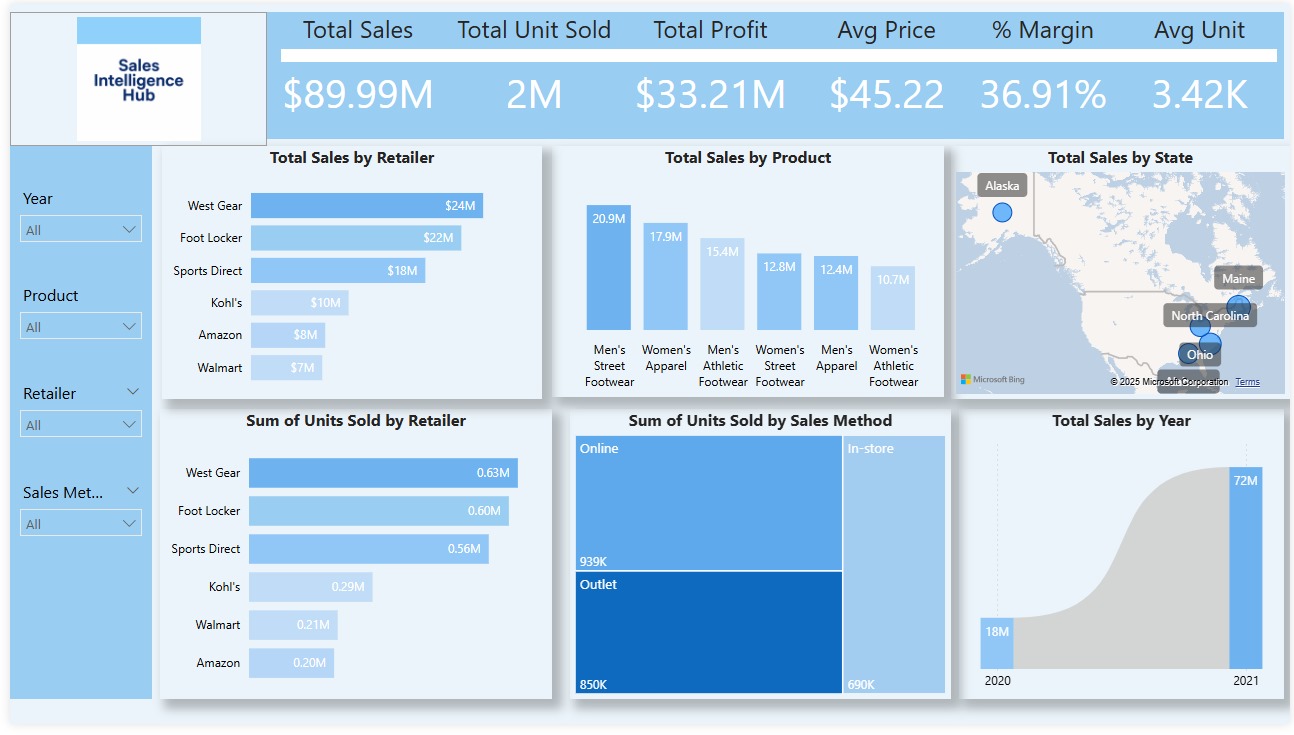 Sales
Intelligence
Hub
Total Sales
Total Unit Sold
Total Profit
Avg Price
% Margin
Avg Unit
$89.99M
2M
$33.21M
$45.22
36.91%
3.42K
Year
All
Product
All
Retailer
All
Sales Met...
All
Total Sales by Retailer
West Gear
$24M
Foot Locker
$22M
Sports Direct
$18M
Kohl's
$10M
Amazon
$8M
Walmart
$7M
Total Sales by Product
20.9M
17.9M
15.4M
12.8M
12.4M
10.7M
Men's
Street
Footwear
Women's
Apparel
Men's
Athletic
Footwear
Women's
Street
Footwear
Men's
Apparel
Women's
Athletic
Footwear
Total Sales by State
Alaska
Maine
North Carolina
Ohio
Microsoft Bing
© 2025 Microsoft Corporation
Terms
Sum of Units Sold by Retailer
West Gear
0.63M
Foot Locker
0.60M
Sports Direct
0.56M
Kohl's
0.29M
Walmart
0.21M
Amazon
0.20M
Sum of Units Sold by Sales Method
Online
939K
Outlet
850K
In-store
690K
Total Sales by Year
18M
72M
2020
2021